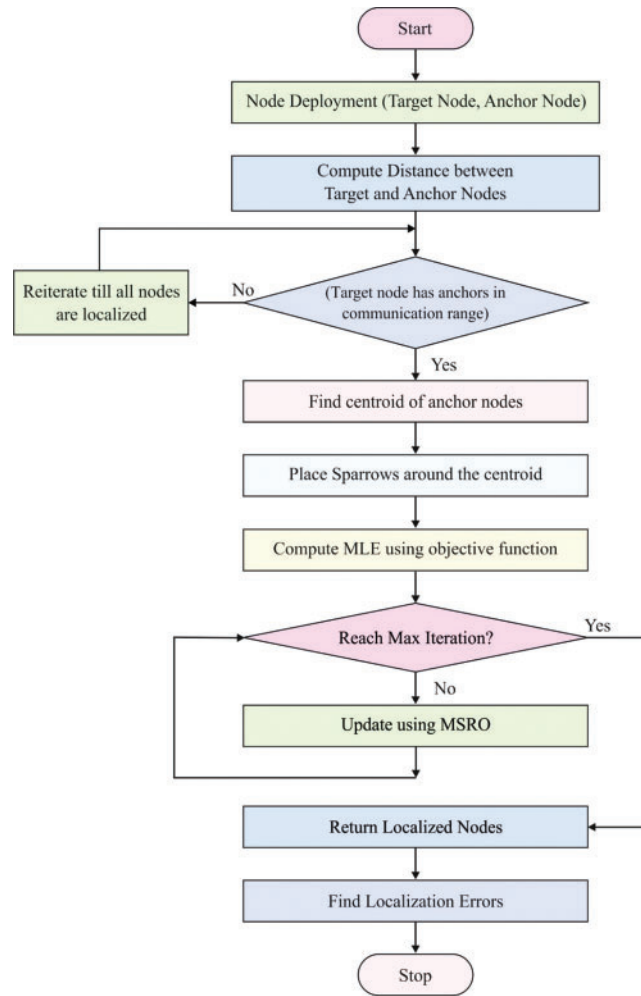 Start
Node Deployment (Target Node, Anchor Node)
Compute Distance between
Target and Anchor Nodes
Reiterate till all nodes
are localized
No
(Target node has anchors in
communication range)
Yes
Find centroid of anchor nodes
Place Sparrows around the centroid
Compute MLE using objective function
Reach Max Iteration?
Yes
No
Update using MSRO
Return Localized Nodes
Find Localization Errors
Stop